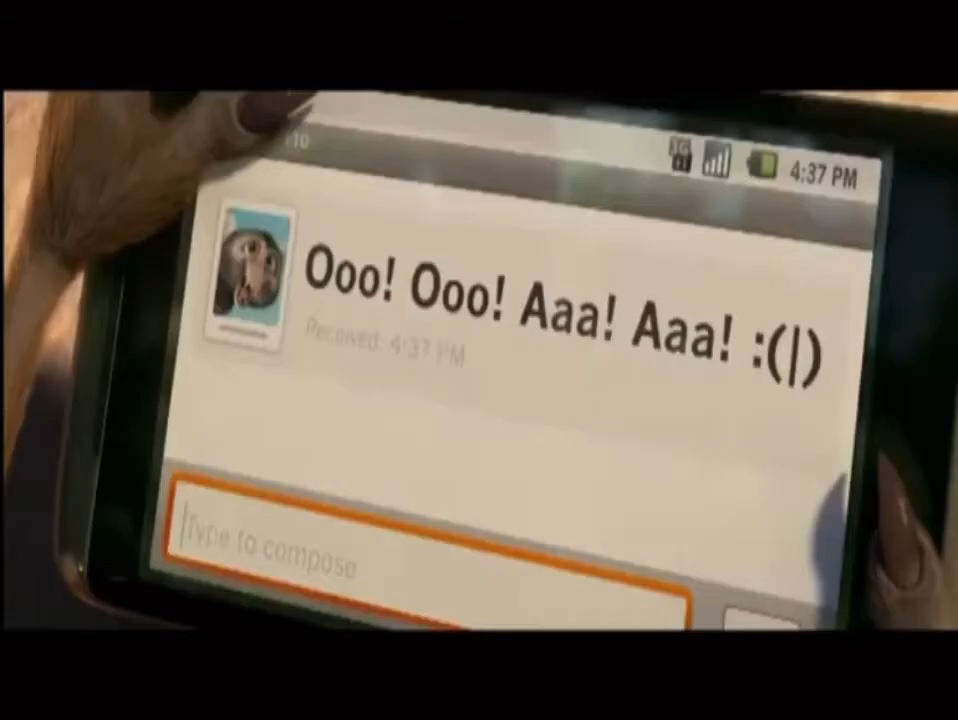 4:37 PM
Ooo! Ooo! Aaa! Aaa! :(|)
Received: 4:37 PM
Type to compose